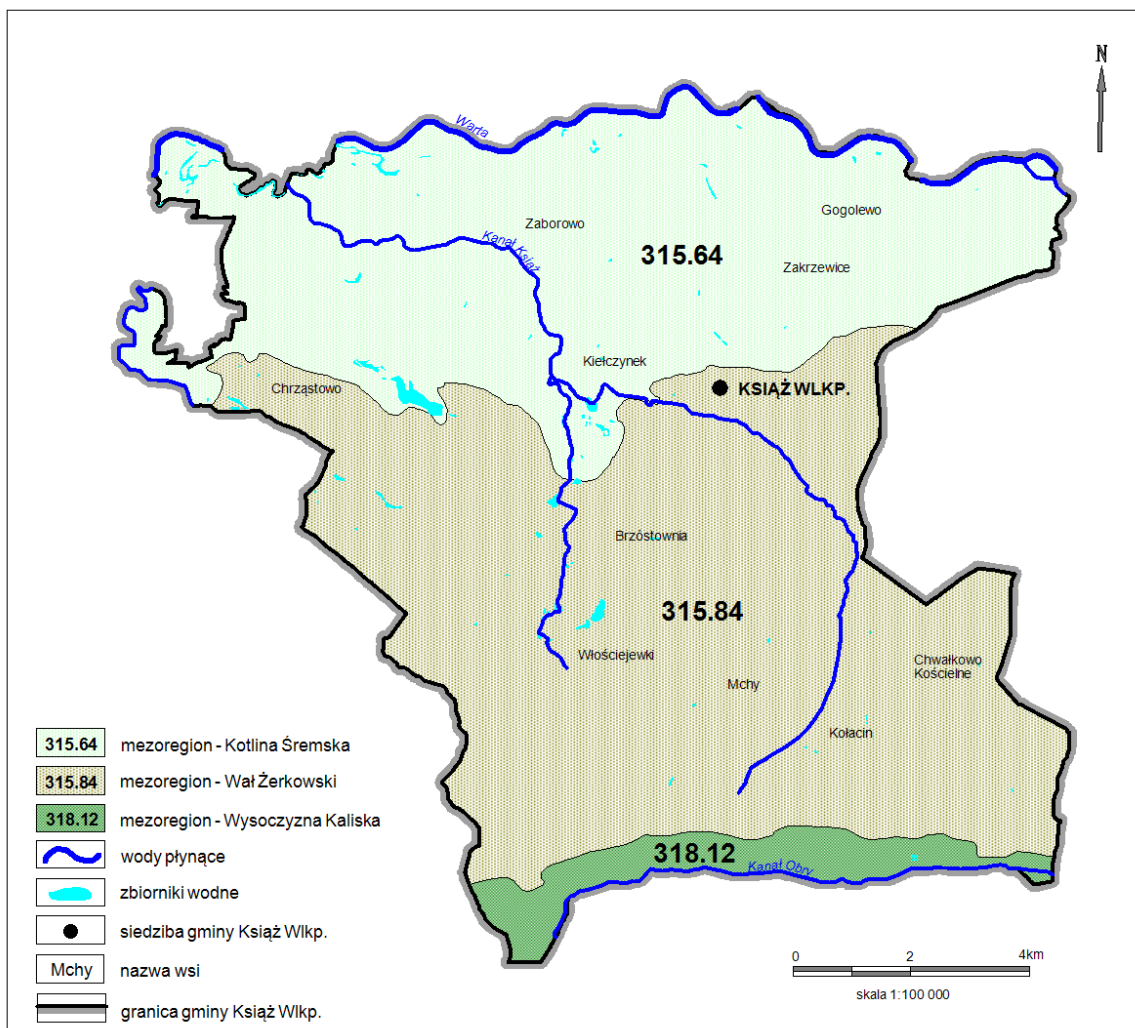 N
Warta
Zaborowo
Gogolewo
Kanał Książ
315.64
Zakrzewice
Kiełczynek
Chrząstowo
KSIĄŻ WLKP.
Brzóstownia
315.84
Włościejewki
Mchy
Chwałkowo
Kościelne
Kołacin
318.12
Kanał Obry
315.64 mezoregion - Kotlina Śremska
315.84 mezoregion - Wał Żerkowski
318.12 mezoregion - Wysoczyzna Kaliska
wody płynące
zbiorniki wodne
siedziba gminy Książ Wlkp.
Mchy nazwa wsi
granica gminy Książ Wlkp.
0 2 4km
skala 1:100 000